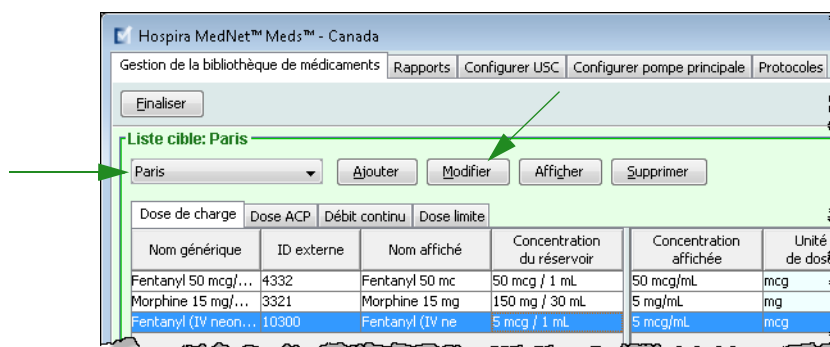 Hospira MedNet™ Meds™ - Canada
Gestion de la bibliothèque de médicaments Rapports Configurer USC Configurer pompe principale Protocoles
Finaliser
Liste cible: Paris
Paris Ajouter Modifier Afficher Supprimer
Dose de charge Dose ACP Débit continu Dose limite
Nom générique ID externe Nom affiché Concentration du réservoir Concentration affichée Unité de dos
Fentanyl 50 mcg/... 4332 Fentanyl 50 mc 50 mcg / 1 mL 50 mcg/mL mcg
Morphine 15 mg/... 3321 Morphine 15 mg 150 mg / 30 mL 5 mg/mL mg
Fentanyl (IV neon... 10300 Fentanyl (IV ne 5 mcg / 1 mL 5 mcg/mL mcg